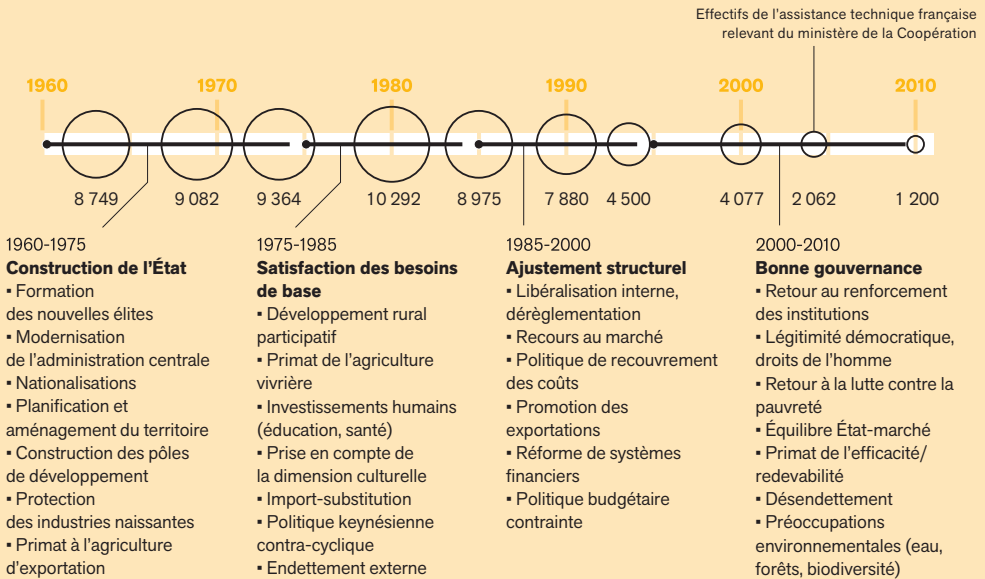 Effectifs de l'assistance technique française
relevant du ministère de la Coopération
1960 1970 1980 1990 2000 2010
8 749 9 082 9 364 10 292 8 975 7 880 4 500 4 077 2 062 1 200
1960-1975
Construction de l'État
▪ Formation
des nouvelles élites
▪ Modernisation
de l'administration centrale
▪ Nationalisations
▪ Planification et
aménagement du territoire
▪ Construction des pôles
de développement
▪ Protection
des industries naissantes
▪ Primat à l'agriculture
d'exportation
1975-1985
Satisfaction des besoins
de base
▪ Développement rural
participatif
▪ Primat de l'agriculture
vivrière
▪ Investissements humains
(éducation, santé)
▪ Prise en compte de
la dimension culturelle
▪ Import-substitution
▪ Politique keynésienne
contra-cyclique
▪ Endettement externe
1985-2000
Ajustement structurel
▪ Libéralisation interne,
dérèglementation
▪ Recours au marché
▪ Politique de recouvrement
des coûts
▪ Promotion des
exportations
▪ Réforme de systèmes
financiers
▪ Politique budgétaire
contrainte
2000-2010
Bonne gouvernance
▪ Retour au renforcement
des institutions
▪ Légitimité démocratique,
droits de l'homme
▪ Retour à la lutte contre la
pauvreté
▪ Équilibre État-marché
▪ Primat de l'efficacité/
redevabilité
▪ Désendettement
▪ Préoccupations
environnementales (eau,
forêts, biodiversité)